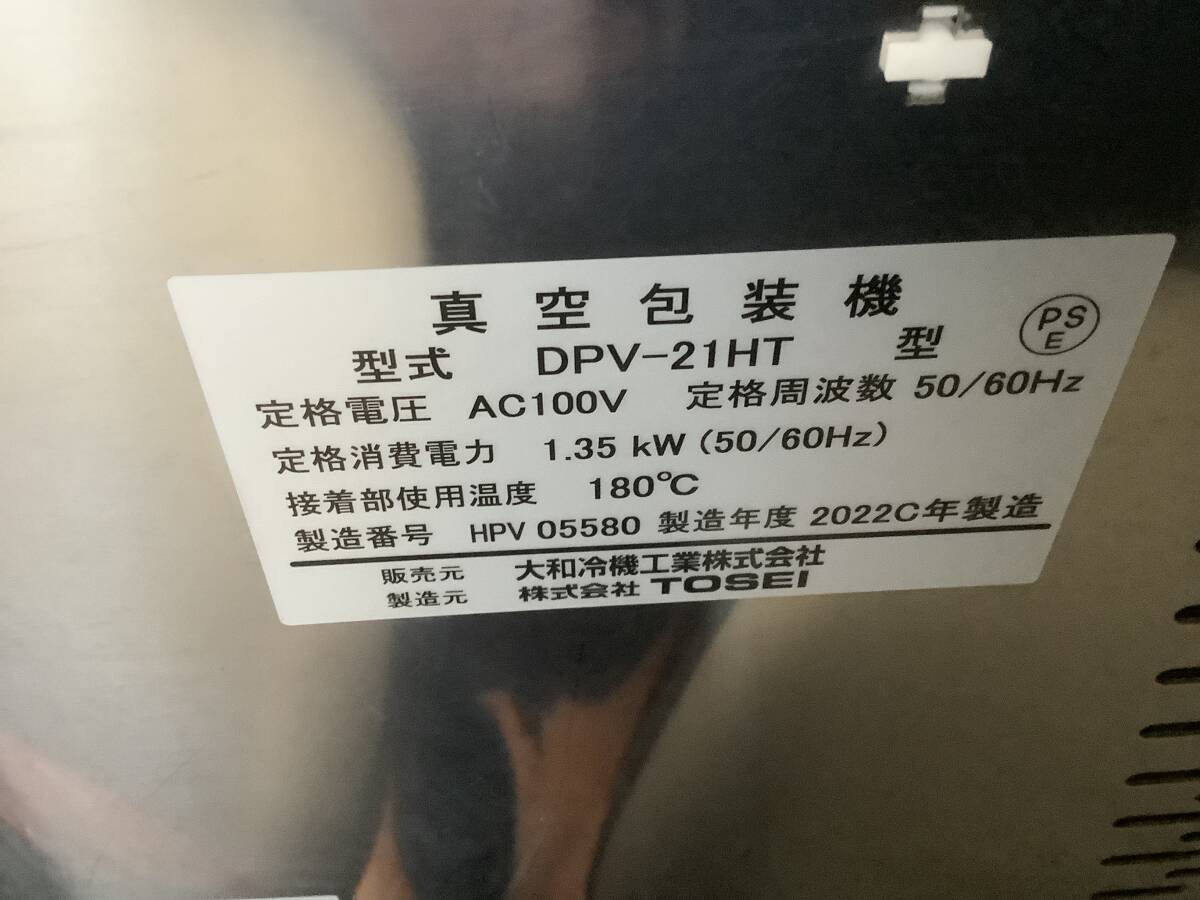 真空包装機
型式 DPV-21HT 型 PSE
定格電圧 AC100V 定格周波数 50/60Hz
定格消費電力 1.35 kW (50/60Hz)
接着部使用温度 180℃
製造番号 HPV 05580 製造年度 2022C年製造
販売元 大和冷機工業株式会社
製造元 株式会社 TOSEI